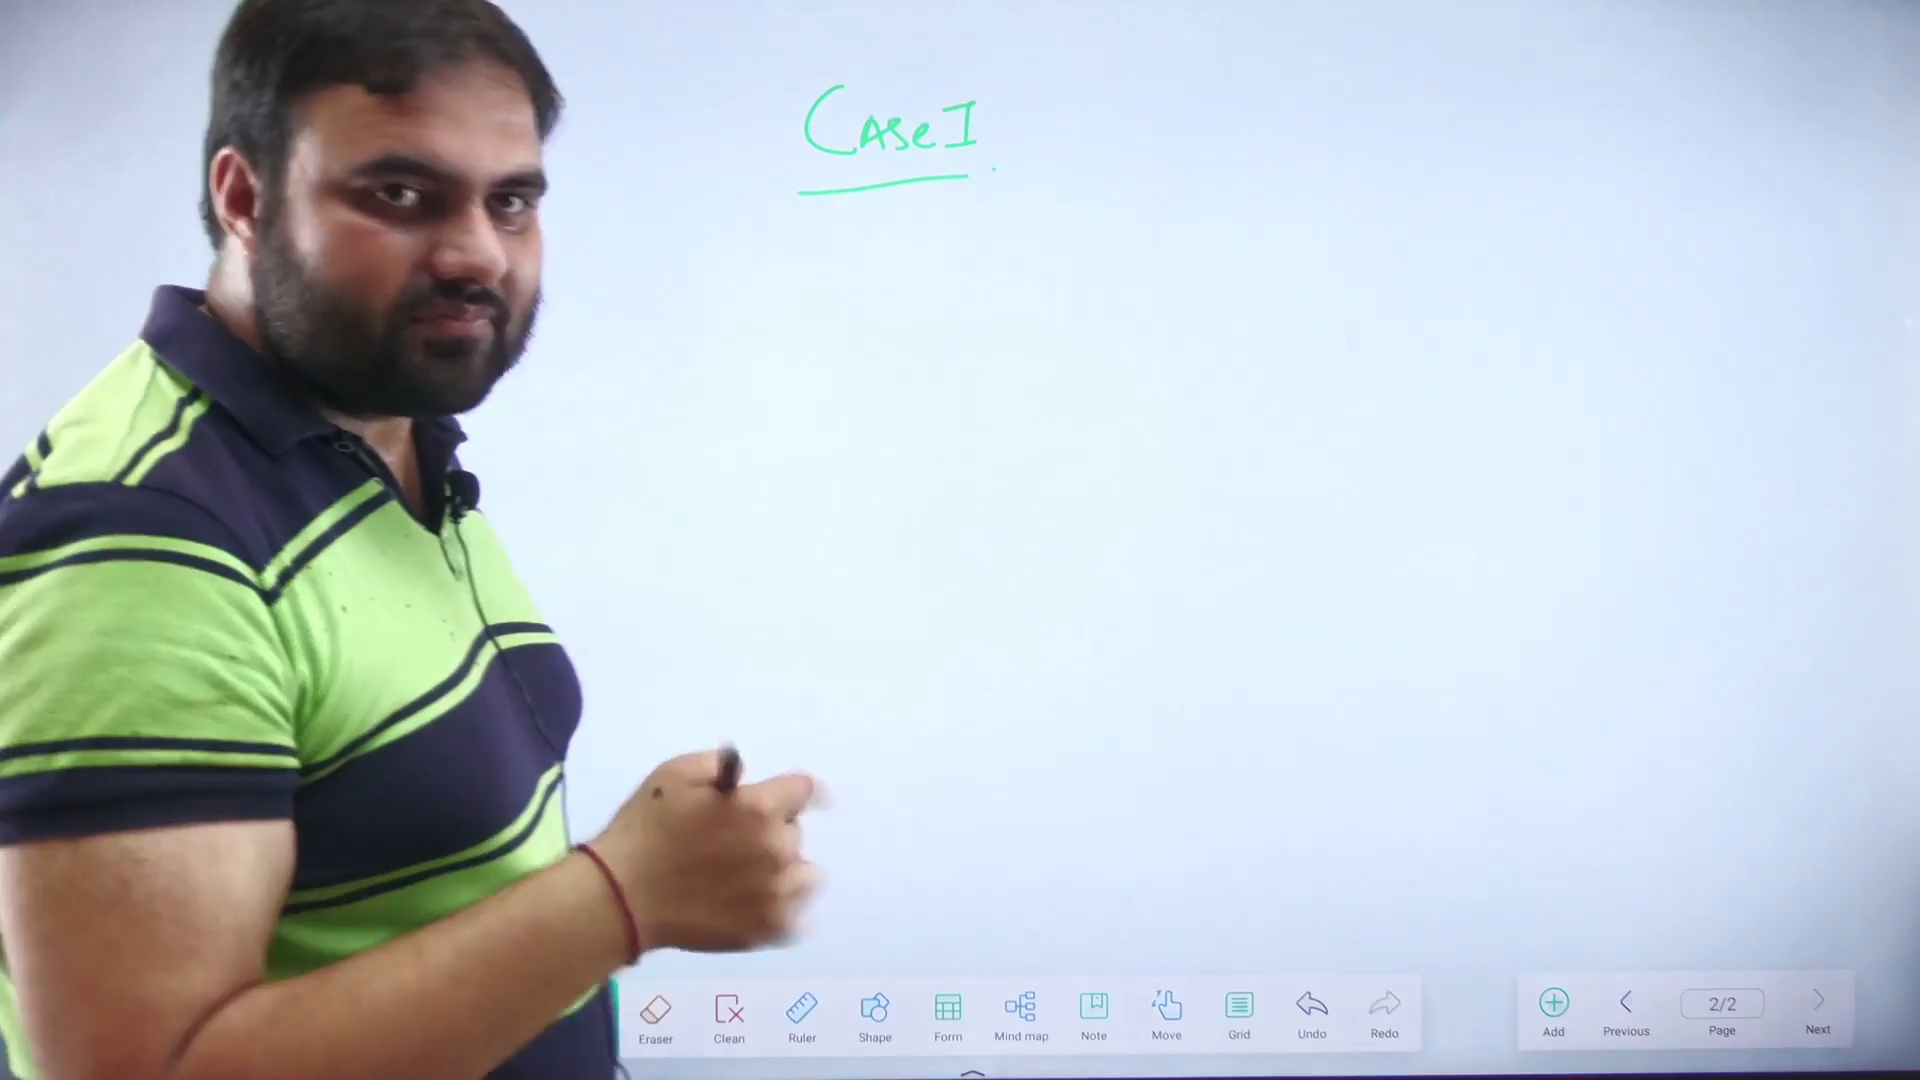 Case I
Eraser
Clean
Ruler
Shape
Form
Mind map
Note
Move
Grid
Undo
Redo
Add
Previous
2/2
Page
Next